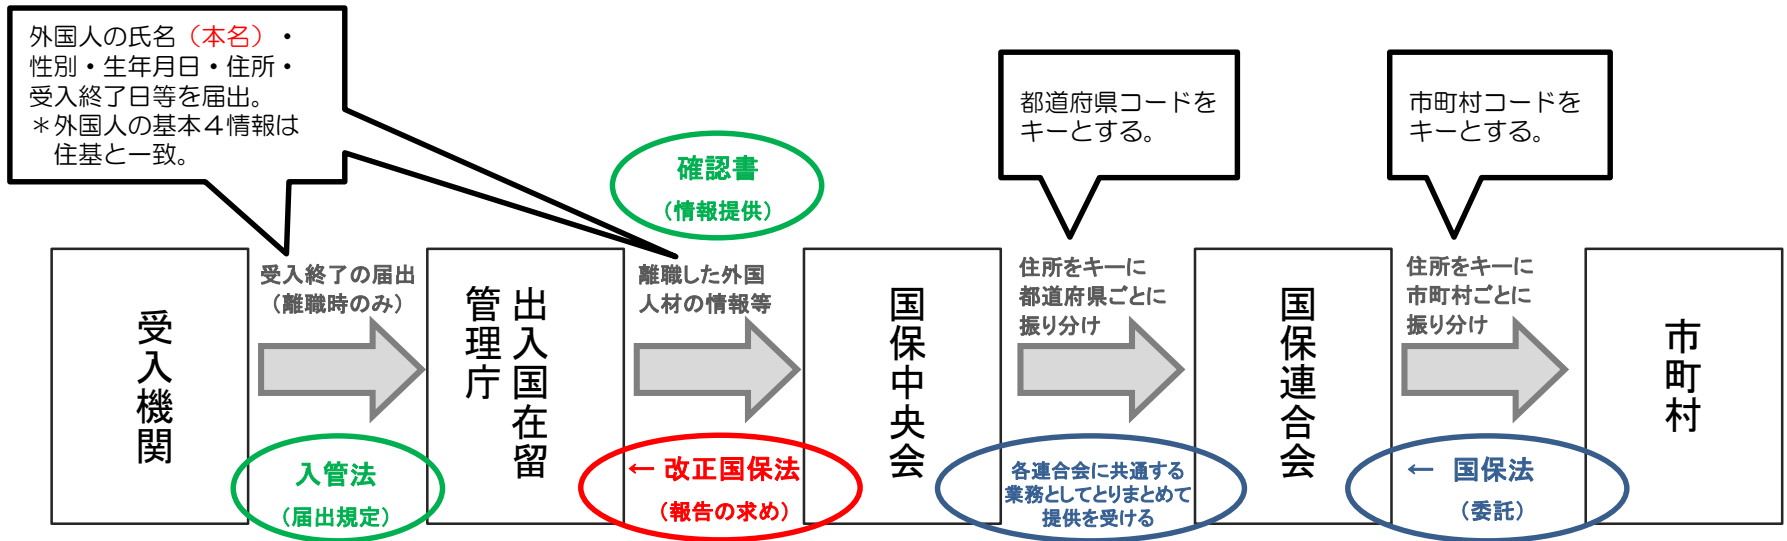 外国人の氏名（本名）・
性別・生年月日・住所・
受入終了日等を届出。
＊外国人の基本４情報は
住基と一致。
都道府県コードを
キーとする。
市町村コードを
キーとする。
確認書
（情報提供）
受入機関
受入終了の届出
（離職時のみ）
入管法
（届出規定）
出入国在留
管理庁
離職した外国
人材の情報等
← 改正国保法
（報告の求め）
国保中央会
住所をキーに
都道府県ごとに
振り分け
各連合会に共通する
業務としてとりまとめて
提供を受ける
国保連合会
住所をキーに
市町村ごとに
振り分け
← 国保法
（委託）
市町村